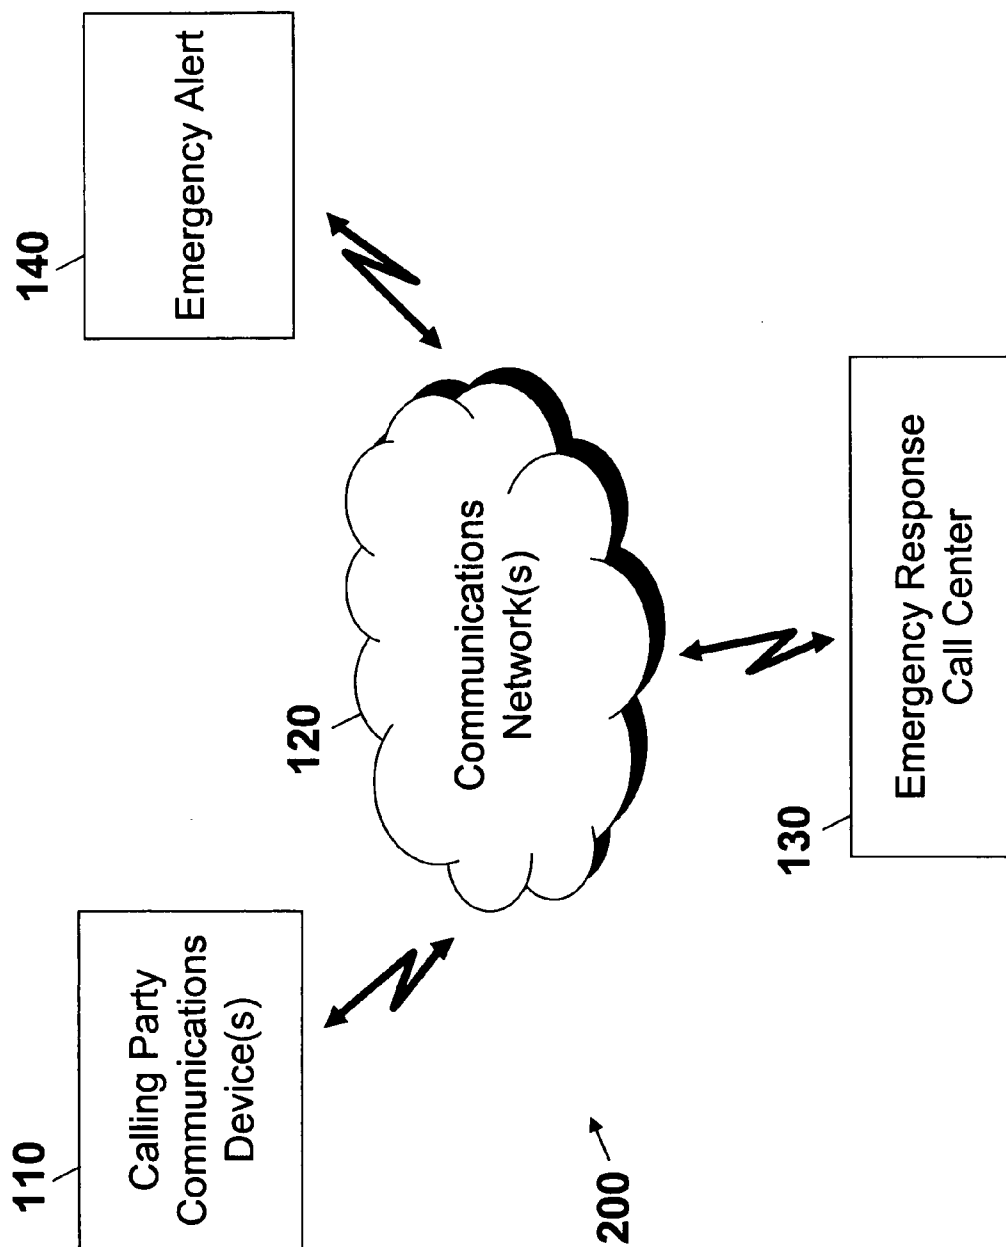 110
Calling Party
Communications
Device(s)
120
Communications
Network(s)
140
Emergency Alert
130
Emergency Response
Call Center
200